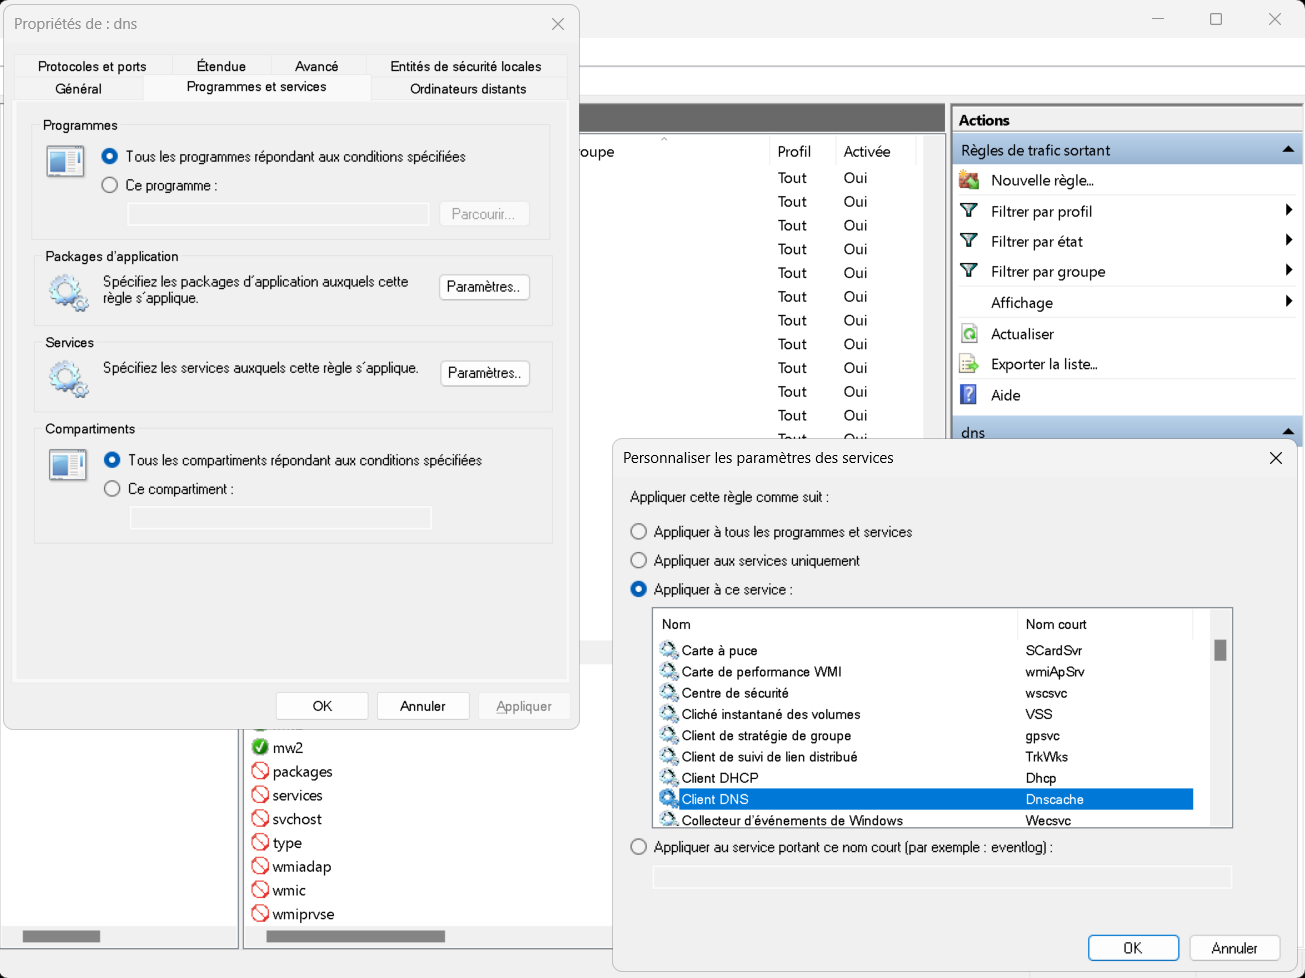 Propriétés de : dns
Protocoles et ports
Étendue
Avancé
Entités de sécurité locales
Général
Programmes et services
Ordinateurs distants
Programmes
Tous les programmes répondant aux conditions spécifiées
Ce programme :
Parcourir...
Packages d'application
Spécifiez les packages d'application auxquels cette
règle s'applique.
Paramètres..
Services
Spécifiez les services auxquels cette règle s'applique.
Paramètres..
Compartiments
Tous les compartiments répondant aux conditions spécifiées
Ce compartiment :
OK
Annuler
Appliquer
oupe
Profil
Activée
Tout Oui
Tout Oui
Tout Oui
Tout Oui
Tout Oui
Tout Oui
Tout Oui
Tout Oui
Tout Oui
Tout Oui
Tout Oui
Tout Oui
mw2
packages
services
svchost
type
wmiadap
wmic
wmiprvse
Actions
Règles de trafic sortant
Nouvelle règle...
Filtrer par profil
Filtrer par état
Filtrer par groupe
Affichage
Actualiser
Exporter la liste...
Aide
dns
Personnaliser les paramètres des services
Appliquer cette règle comme suit :
Appliquer à tous les programmes et services
Appliquer aux services uniquement
Appliquer à ce service :
Nom Nom court
Carte à puce SCardSvr
Carte de performance WMI wmiApSrv
Centre de sécurité wscsvc
Cliché instantané des volumes VSS
Client de stratégie de groupe gpsvc
Client de suivi de lien distribué TrkWks
Client DHCP Dhcp
Client DNS Dnscache
Collecteur d'événements de Windows Wecsvc
Appliquer au service portant ce nom court (par exemple : eventlog) :
OK
Annuler